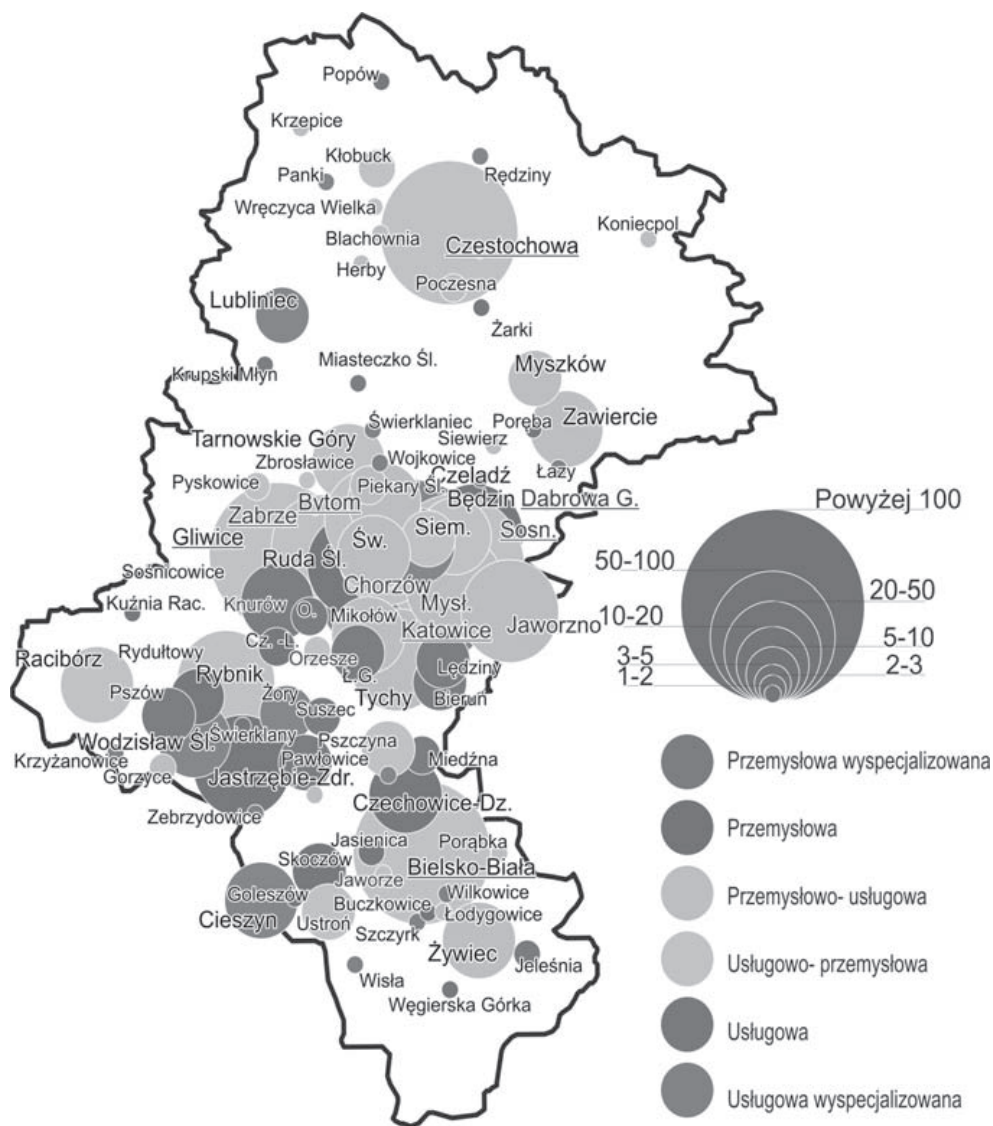 Popów
Krzepice
Kłobuck
Panki
Rędziny
Wręczyca Wielka
Koniecpol
Blachownia
Częstochowa
Herby
Poczesna
Lubliniec
Żarki
Miasteczko Śl.
Krupski Młyn
Myszków
Zawiercie
Świerklaniec
Poręba
Tarnowskie Góry
Siewierz
Zbrosławice
Wojkowice
Łazy
Czeladź
Pyskowice
Piekary Śl.
Będzin
Dąbrowa G.
Zabrze
Bytom
Siem.
Sosn.
Gliwice
Św.
Ruda Śl.
Sośnicowice
Chorzów
Kuźnia Rac.
Knurów
O.
Mikołów
Mysł.
Jaworzno
Katowice
Cz. -L.
Orzesze
Racibórz
Rydułtowy
Rybnik
Ł.G.
Lędziny
Pszów
Żory
Tychy
Bieruń
Suszec
Wodzisław Śl.
Świerklany
Pszczyna
Krzyżanowice
Pawłowice
Miedźna
Gorzyce
Jastrzębie-Zdr.
Zebrzydowice
Czechowice-Dz.
Jasienica
Porąbka
Skoczów
Bielsko-Biała
Jaworze
Goleszów
Wilkowice
Buczkowice
Cieszyn
Ustroń
Łodygowice
Szczyrk
Żywiec
Jeleśnia
Wisła
Węgierska Górka
Powyżej 100
50-100
20-50
10-20
5-10
3-5
2-3
1-2
Przemysłowa wyspecjalizowana
Przemysłowa
Przemysłowo- usługowa
Usługowo- przemysłowa
Usługowa
Usługowa wyspecjalizowana